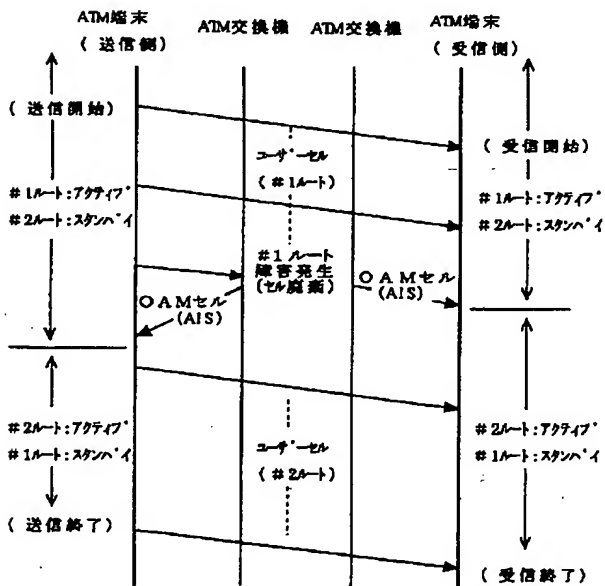 ATM端末
(送信側)
ATM交換機
ATM交換機
ATM端末
(受信側)
(送信開始)
ユーザーセル
(#1ルート)
(受信開始)
#1ルート:アクティブ
#2ルート:スタンバイ
#1ルート:アクティブ
#2ルート:スタンバイ
#1ルート
障害発生
(セル廃棄)
OAMセル
(AIS)
OAMセル
(AIS)
#2ルート:アクティブ
#1ルート:スタンバイ
ユーザーセル
(#2ルート)
#2ルート:アクティブ
#1ルート:スタンバイ
(送信終了)
(受信終了)